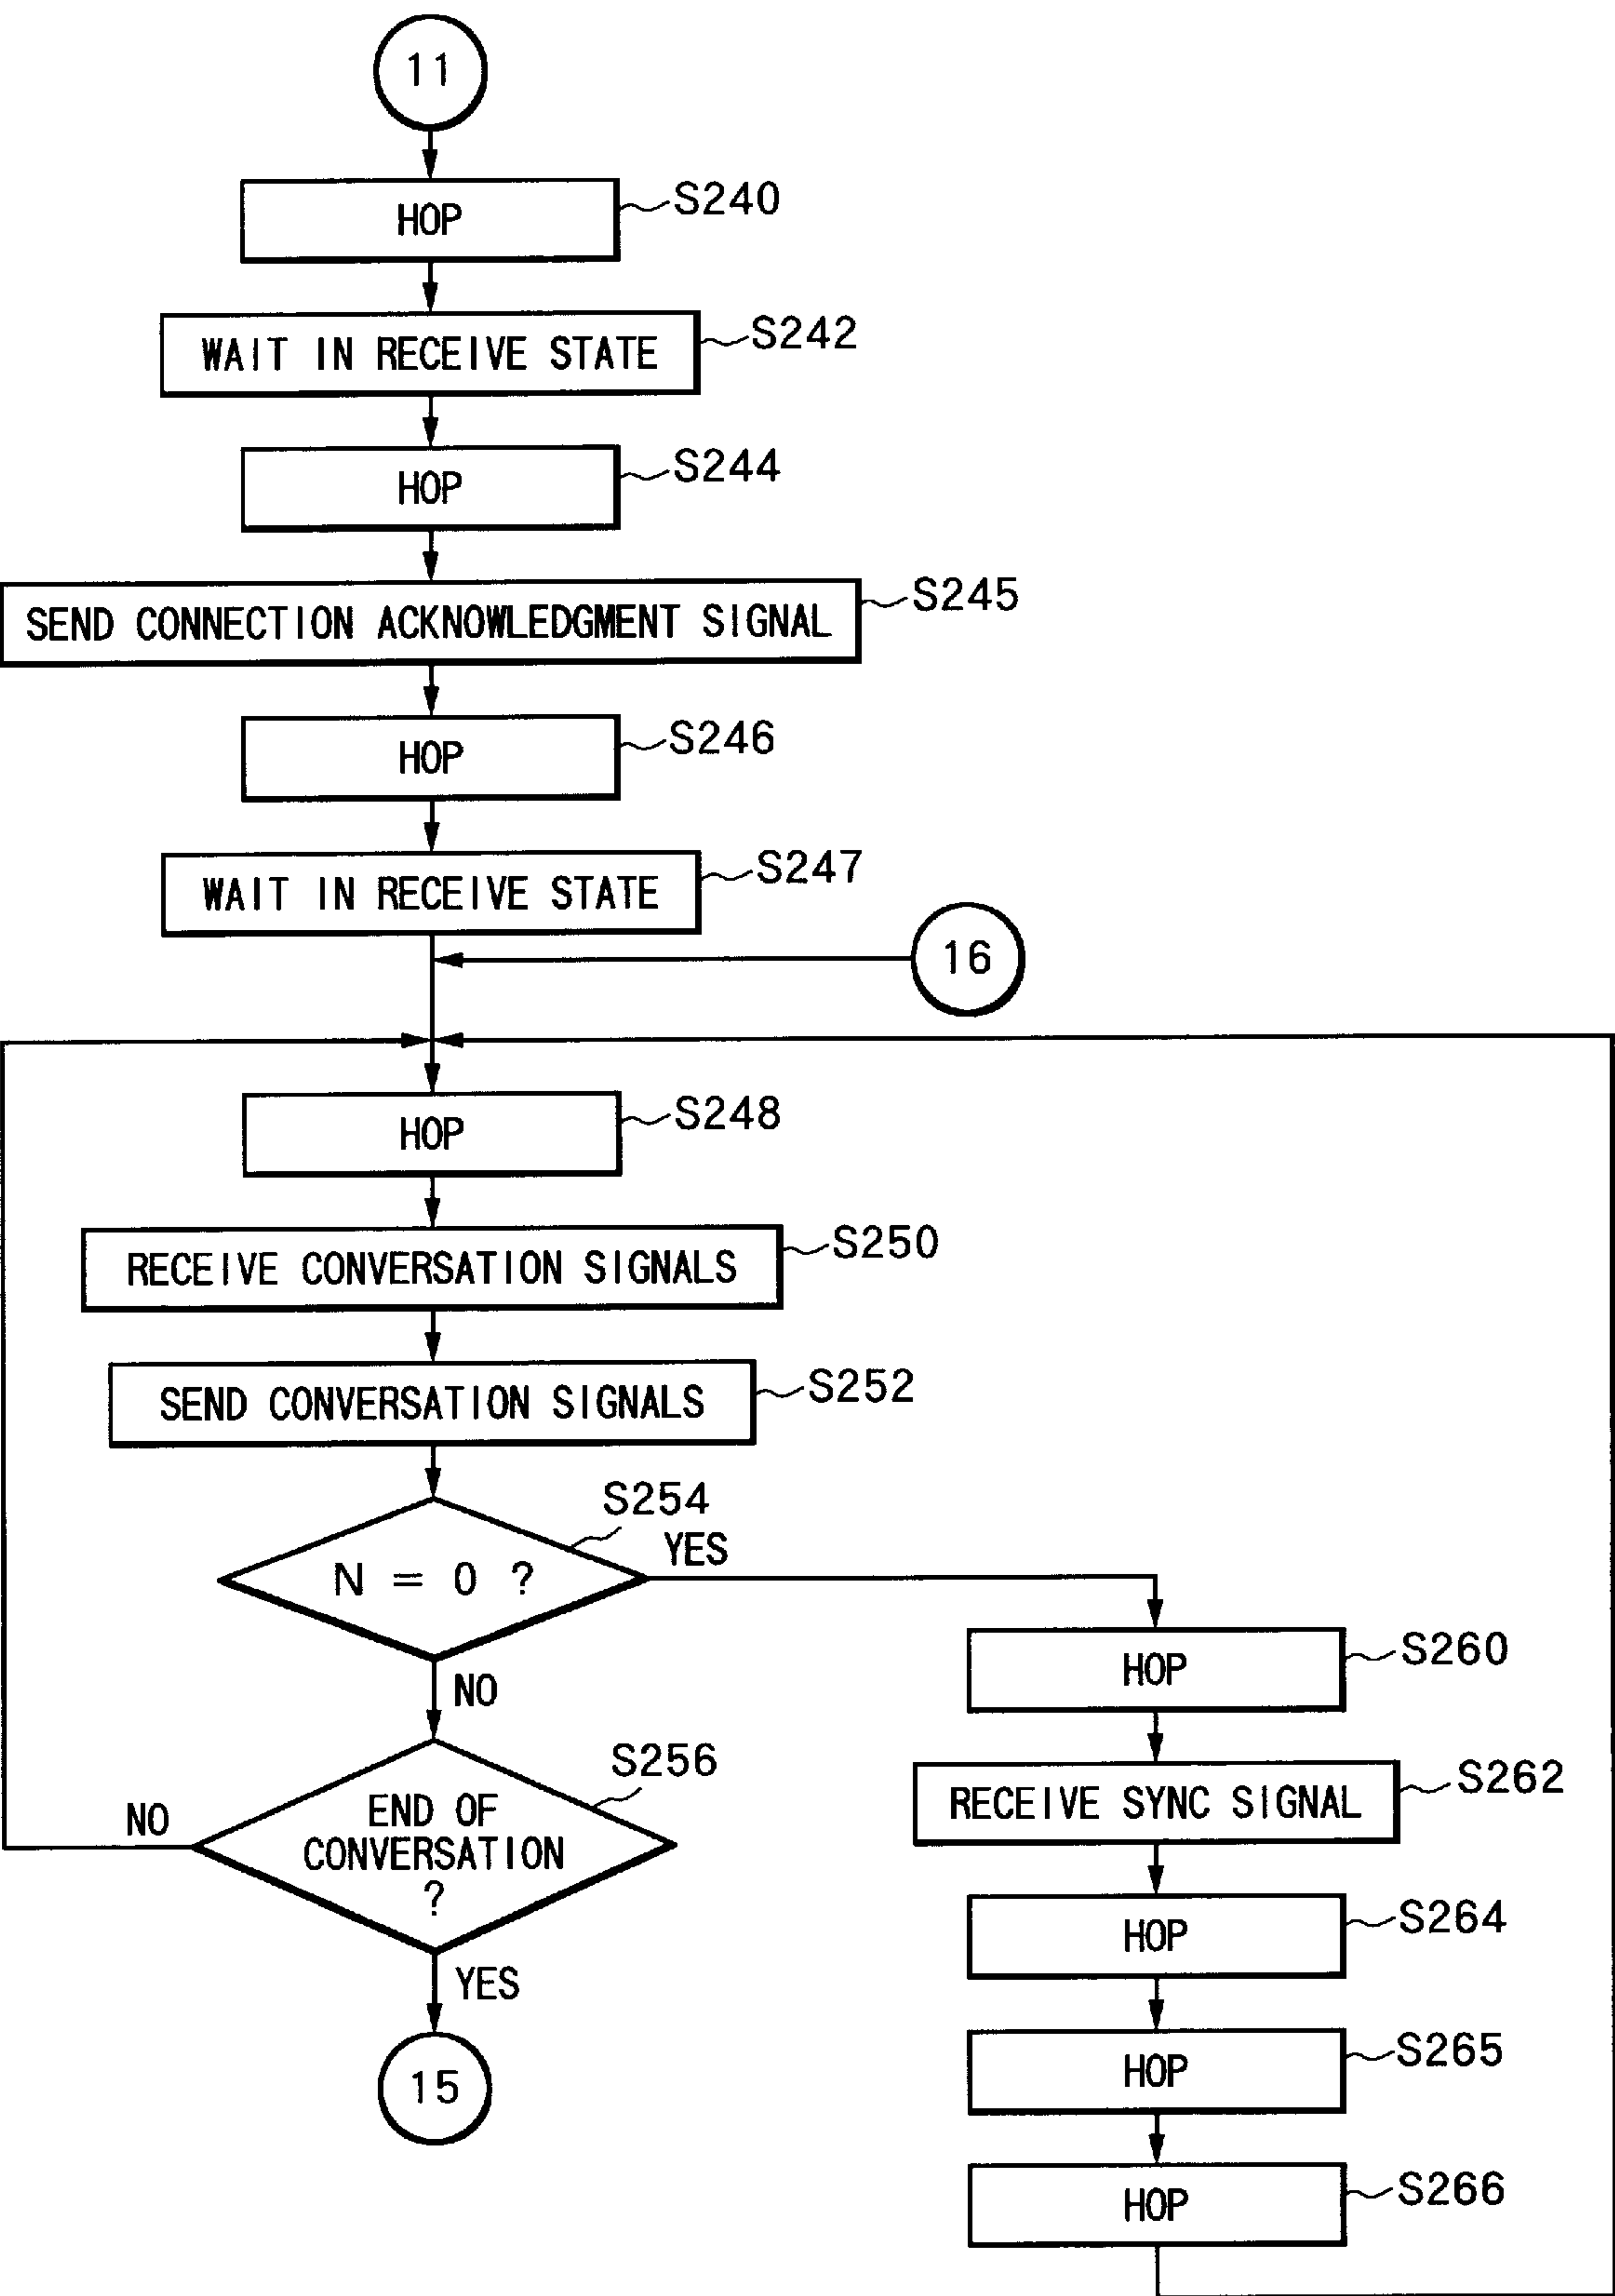 11
HOP
S240
WAIT IN RECEIVE STATE
S242
HOP
S244
SEND CONNECTION ACKNOWLEDGMENT SIGNAL
S245
HOP
S246
WAIT IN RECEIVE STATE
S247
16
HOP
S248
RECEIVE CONVERSATION SIGNALS
S250
SEND CONVERSATION SIGNALS
S252
S254
N = 0 ?
YES
NO
S256
END OF
CONVERSATION
?
NO
YES
15
HOP
S260
RECEIVE SYNC SIGNAL
S262
HOP
S264
HOP
S265
HOP
S266